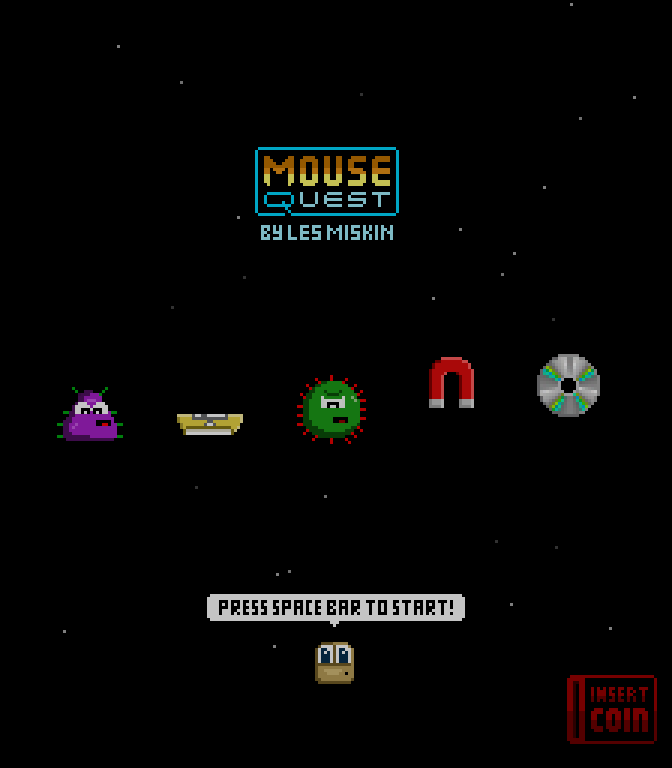 MOUSE
QUEST
BY LES MISKIN
PRESS SPACE BAR TO START!
INSERT
COIN